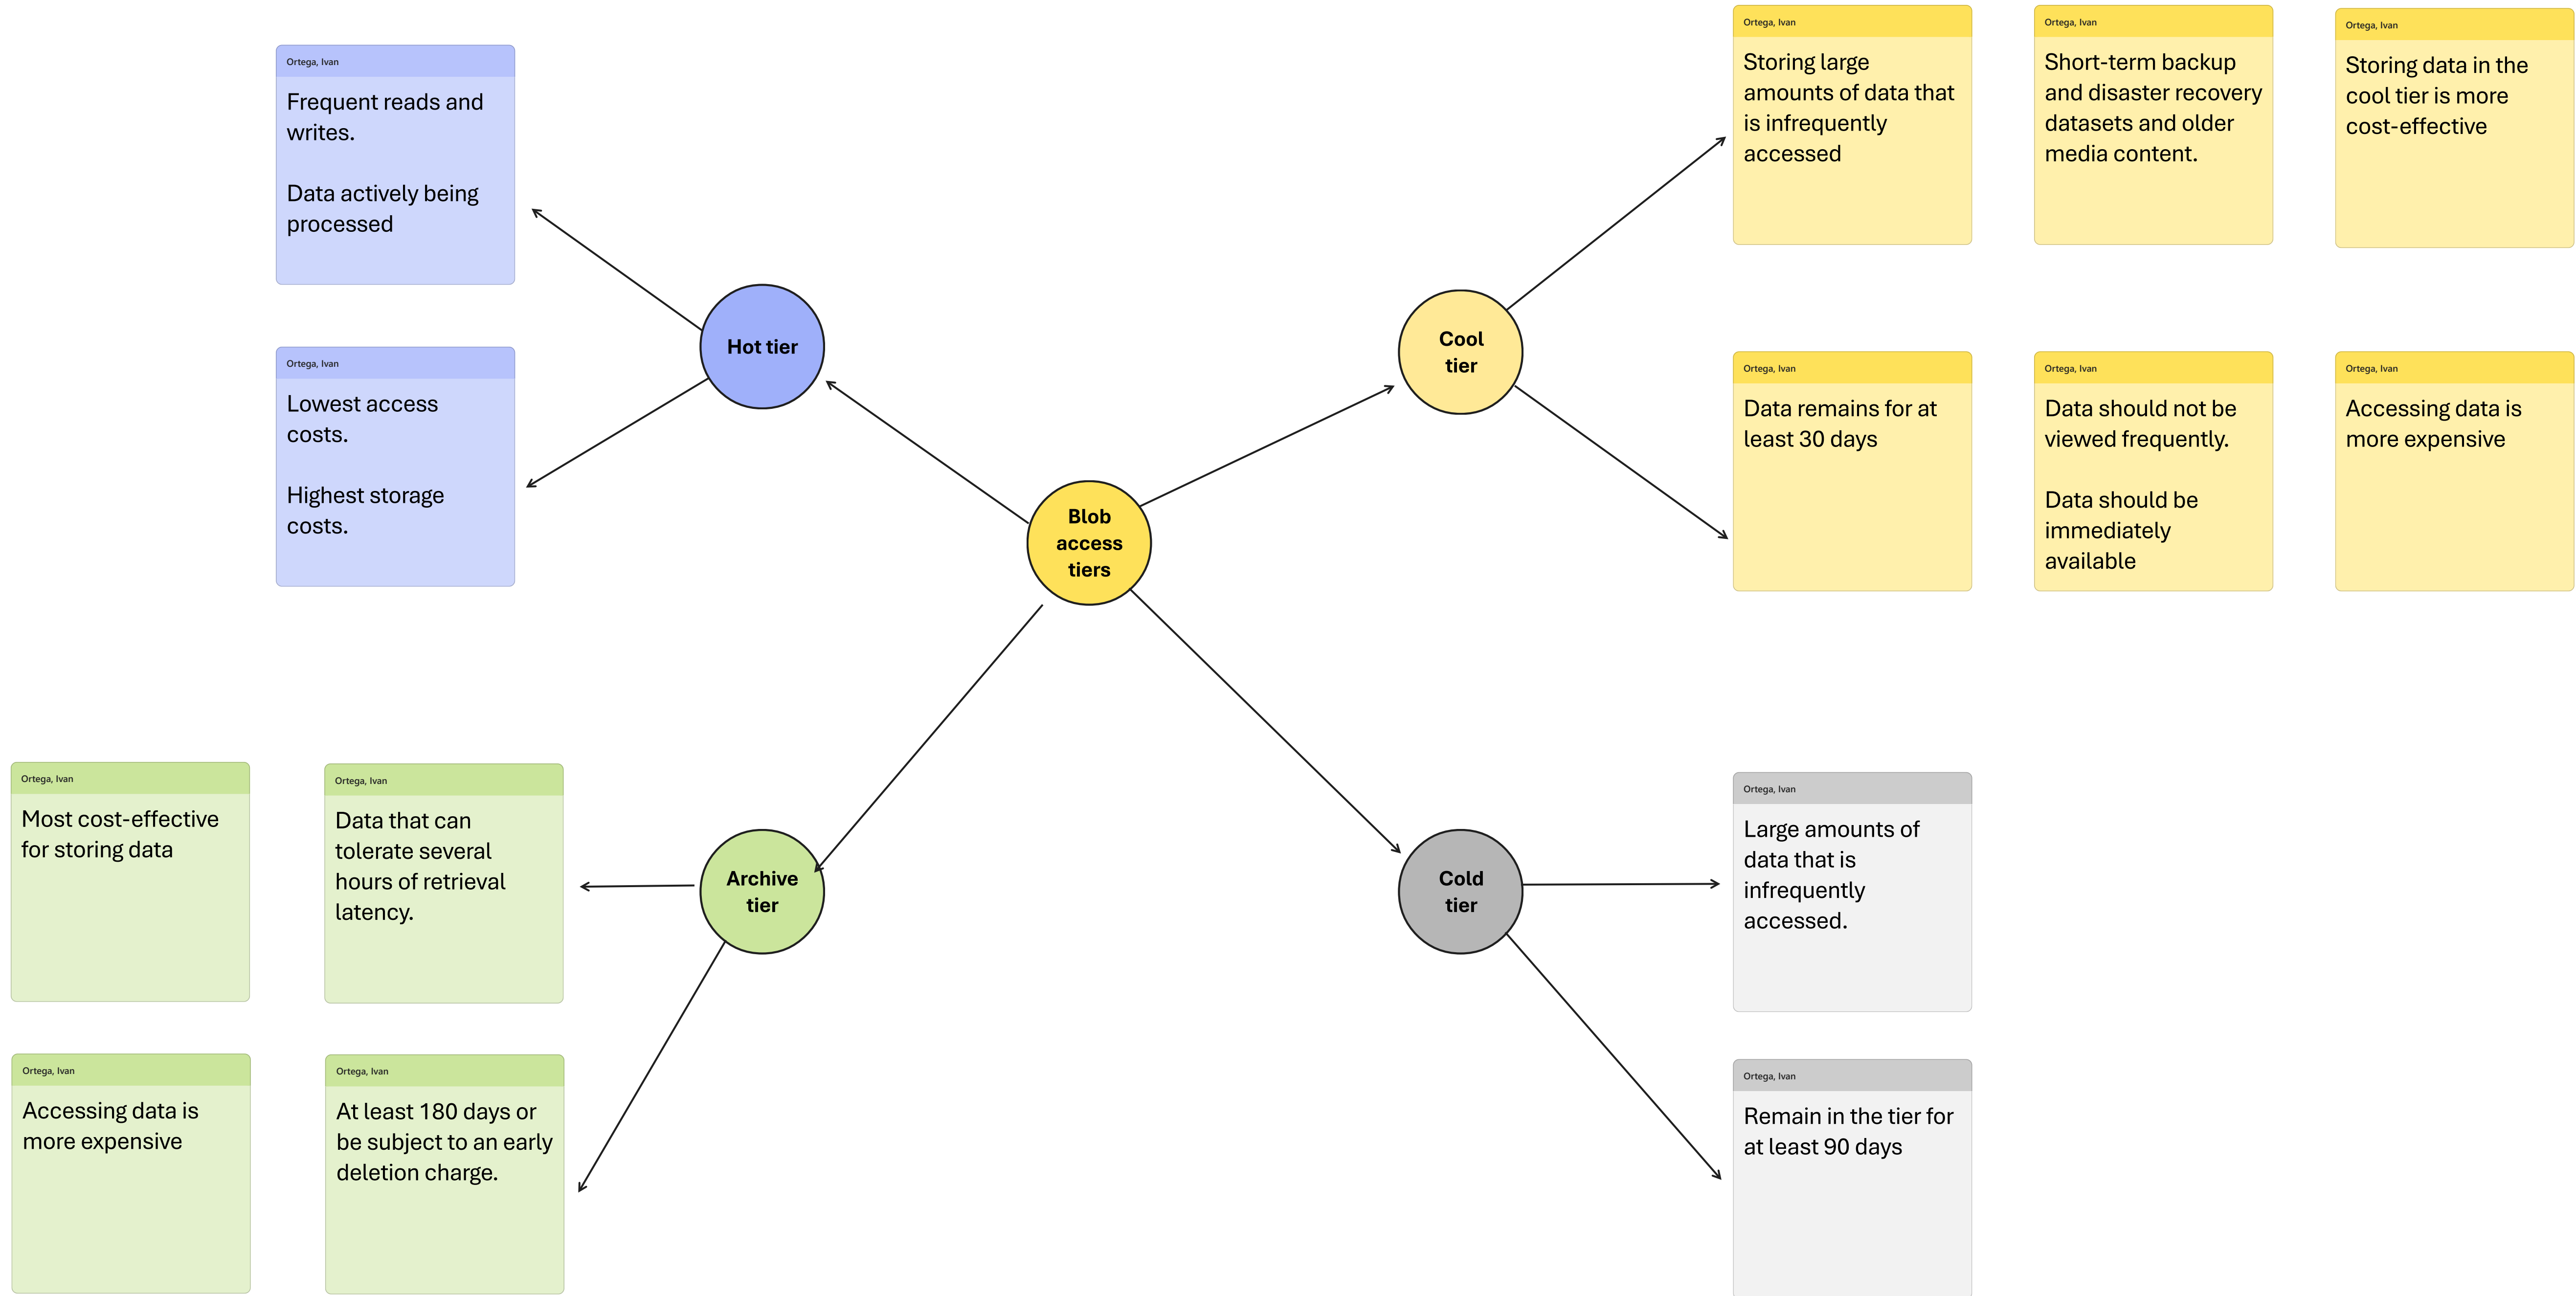 Ortega, Ivan
Frequent reads and
writes.
Data actively being
processed
Ortega, Ivan
Lowest access
costs.
Highest storage
costs.
Hot tier
Blob
access
tiers
Cool
tier
Ortega, Ivan
Storing large
amounts of data that
is infrequently
accessed
Ortega, Ivan
Short-term backup
and disaster recovery
datasets and older
media content.
Ortega, Ivan
Storing data in the
cool tier is more
cost-effective
Ortega, Ivan
Data remains for at
least 30 days
Ortega, Ivan
Data should not be
viewed frequently.
Data should be
immediately
available
Ortega, Ivan
Accessing data is
more expensive
Ortega, Ivan
Most cost-effective
for storing data
Ortega, Ivan
Data that can
tolerate several
hours of retrieval
latency.
Archive
tier
Ortega, Ivan
Accessing data is
more expensive
Ortega, Ivan
At least 180 days or
be subject to an early
deletion charge.
Cold
tier
Ortega, Ivan
Large amounts of
data that is
infrequently
accessed.
Ortega, Ivan
Remain in the tier for
at least 90 days